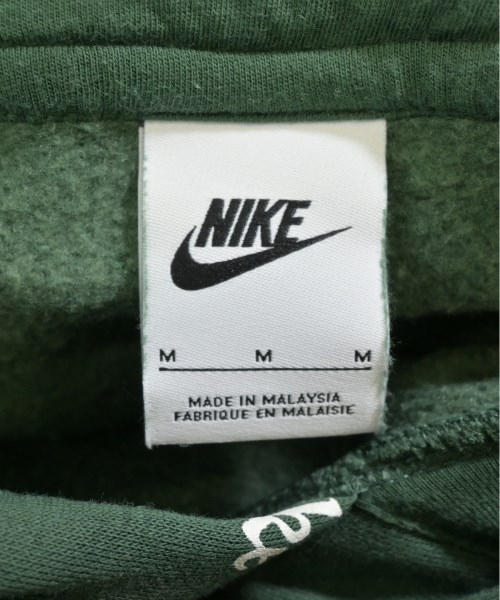 NIKE
M M M
MADE IN MALAYSIA
FABRIQUE EN MALAISIE